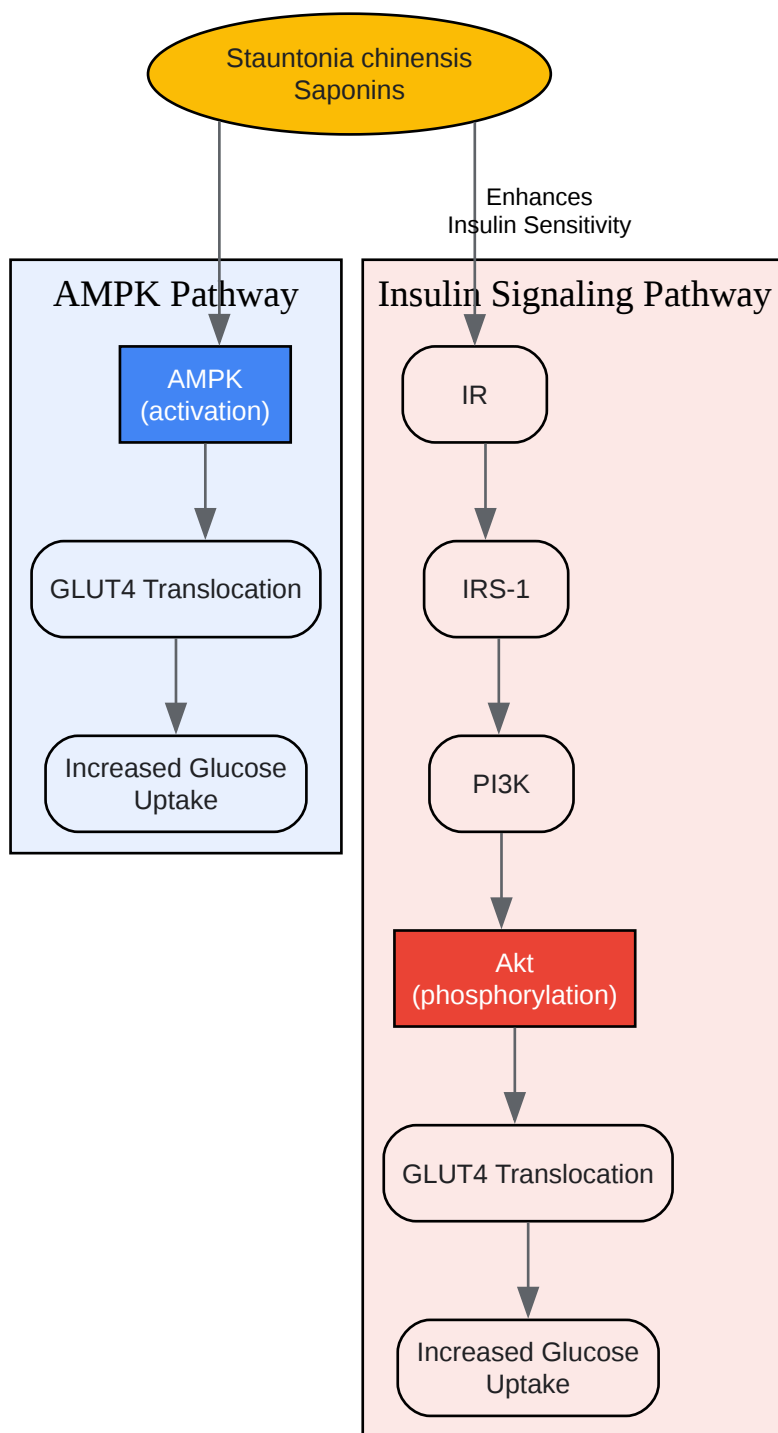 Stauntonia chinensis
Saponins
Enhances
Insulin Sensitivity
AMPK Pathway
AMPK
(activation)
GLUT4 Translocation
Increased Glucose
Uptake
Insulin Signaling Pathway
IR
IRS-1
PI3K
Akt
(phosphorylation)
GLUT4 Translocation
Increased Glucose
Uptake